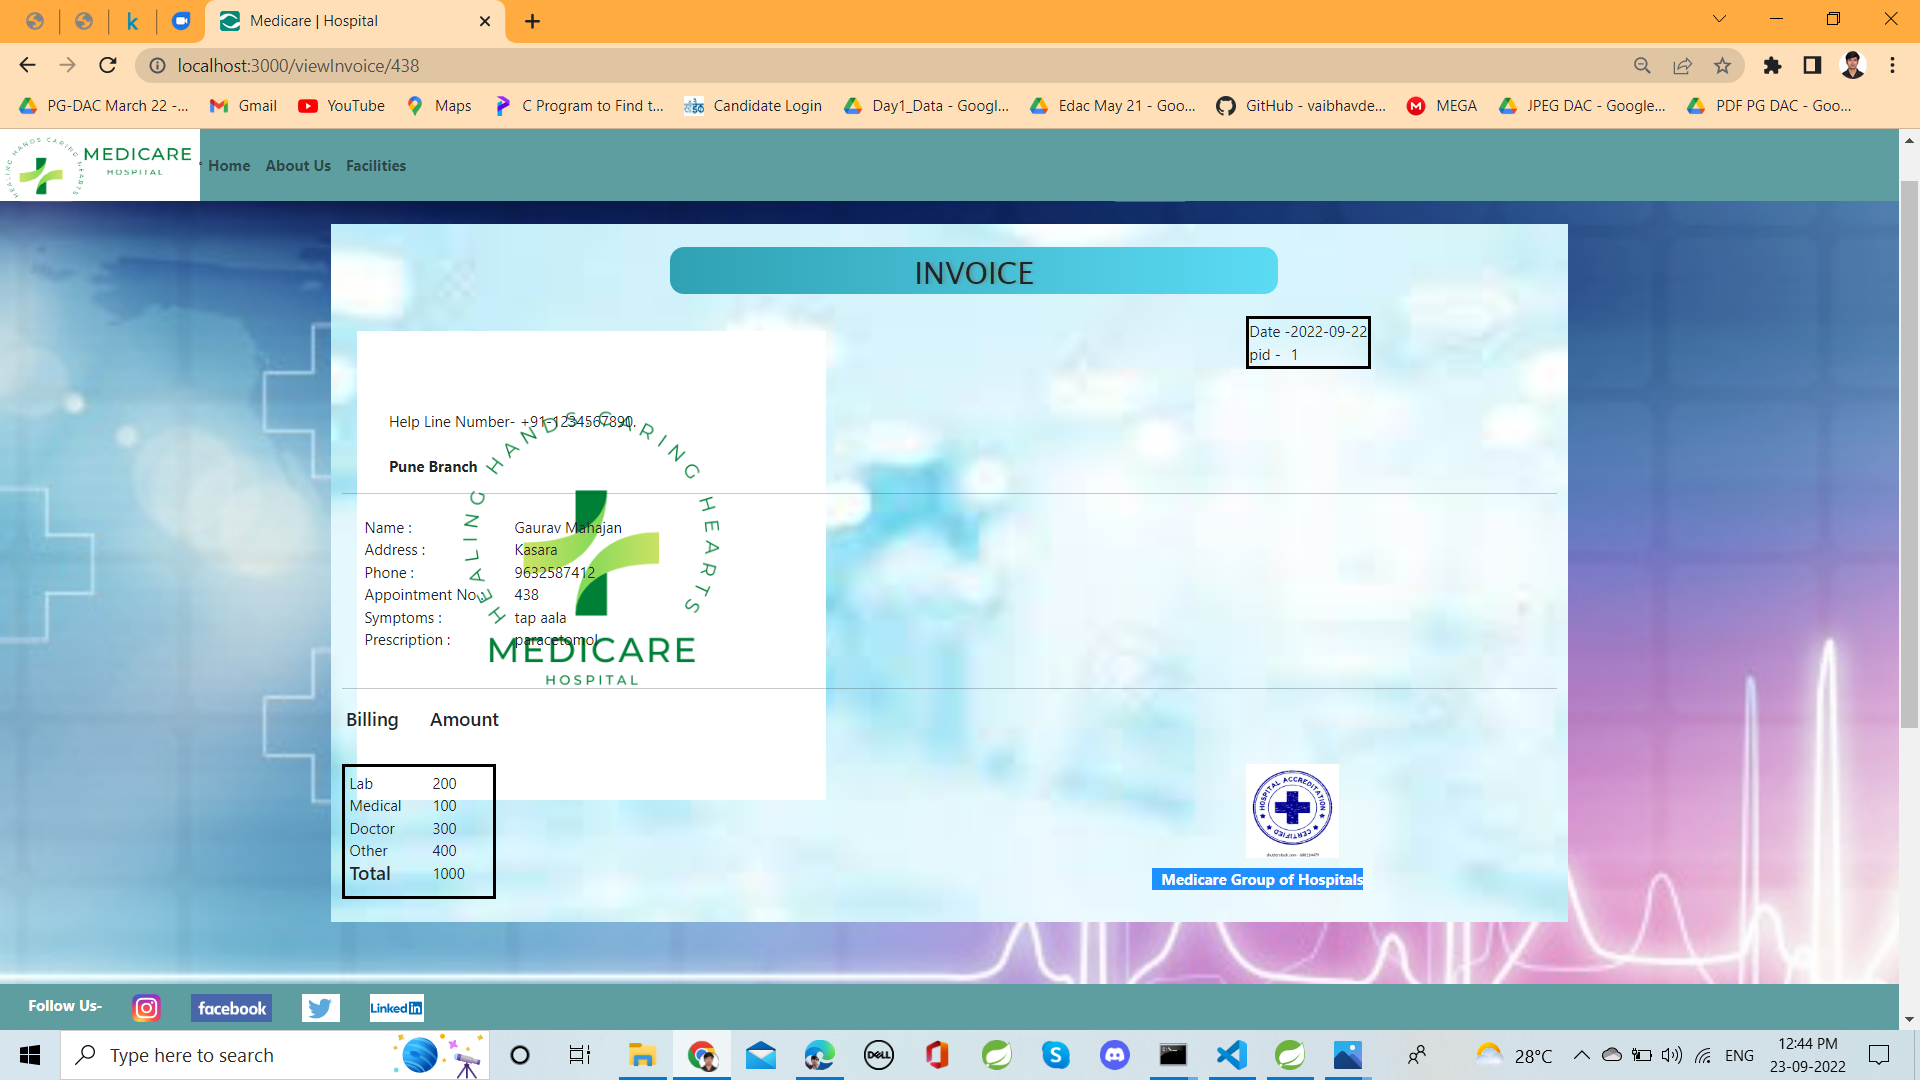 Medicare | Hospital
localhost:3000/viewInvoice/438
PG-DAC March 22 -...
Gmail
YouTube
Maps
C Program to Find t...
Candidate Login
Day1_Data - Googl...
Edac May 21 - Goo...
GitHub - vaibhavde...
MEGA
JPEG DAC - Google...
PDF PG DAC - Goo...
HEALING HANDS CARING HEARTS
MEDICARE
HOSPITAL
Home
About Us
Facilities
INVOICE
Date -2022-09-22
pid - 1
Help Line Number- +91-1234567890.
Pune Branch
HEALING HANDS CARING HEARTS
Name : Gaurav Mahajan
Address : Kasara
Phone : 9632587412
Appointment No : 438
Symptoms : tap aala
Prescription : paracetomol
MEDICARE
HOSPITAL
Billing Amount
Lab 200
Medical 100
Doctor 300
Other 400
Total 1000
HOSPITAL ACCREDITATION
CERTIFIED
Medicare Group of Hospitals
Follow Us-
facebook
Linked in
Type here to search
DELL
28°C
ENG
12:44 PM
23-09-2022